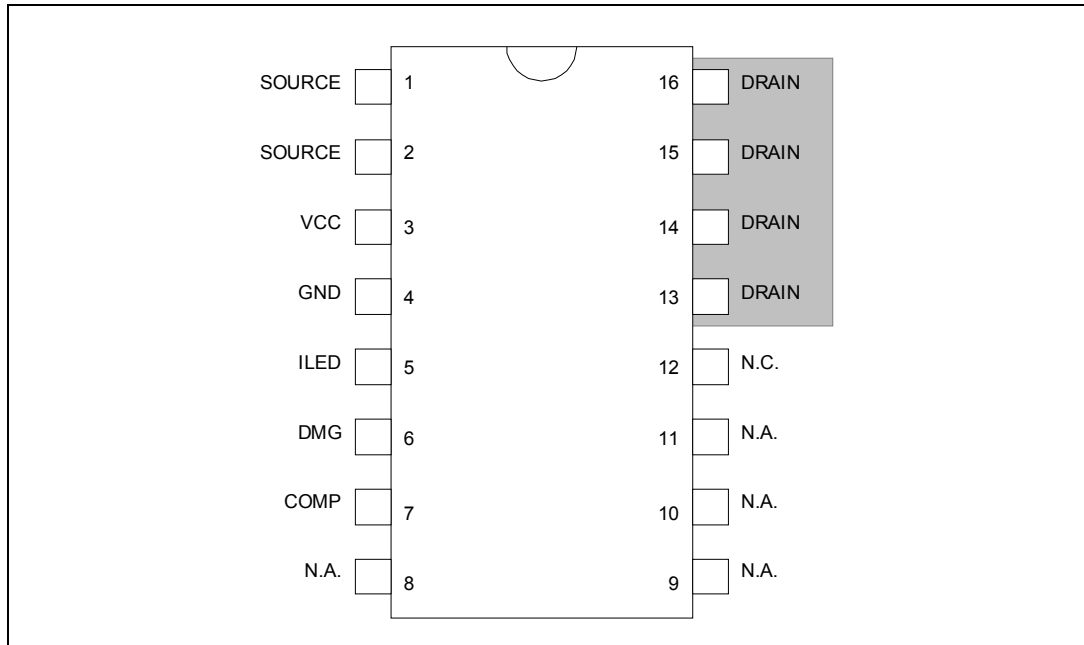 SOURCE 1 16 DRAIN
SOURCE 2 15 DRAIN
VCC 3 14 DRAIN
GND 4 13 DRAIN
ILED 5 12 N.C.
DMG 6 11 N.A.
COMP 7 10 N.A.
N.A. 8 9 N.A.